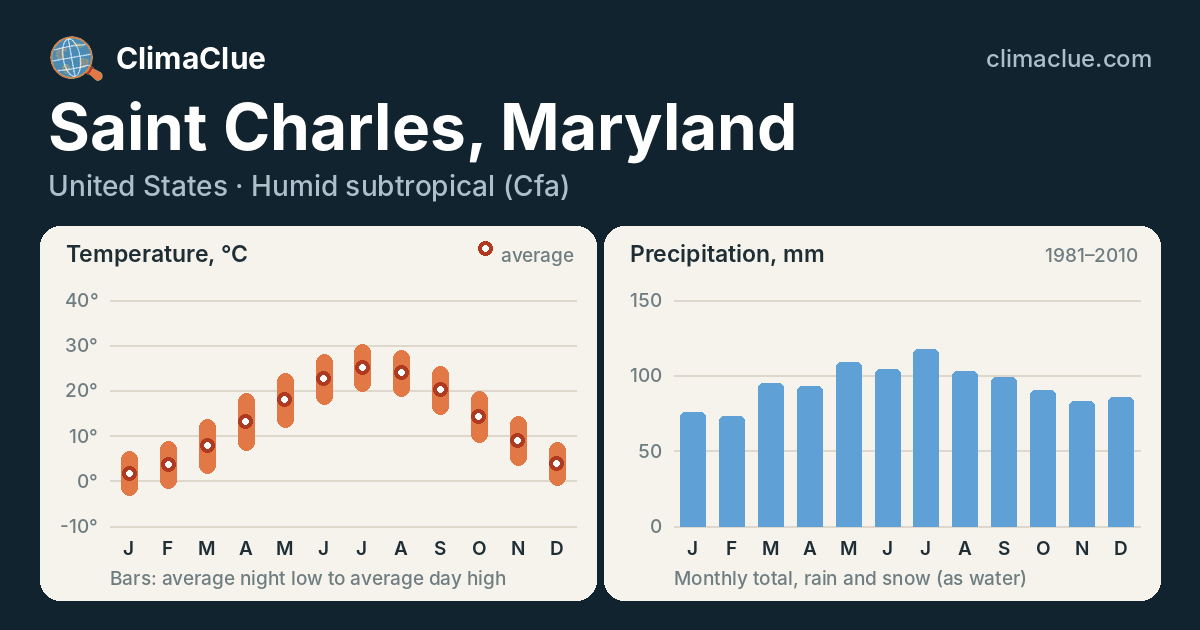 ClimaClue
climaclue.com
Saint Charles, Maryland
United States · Humid subtropical (Cfa)
Temperature, °C
average
40°
30°
20°
10°
0°
-10°
J F M A M J J A S O N D
Bars: average night low to average day high
Precipitation, mm
1981–2010
150
100
50
0
J F M A M J J A S O N D
Monthly total, rain and snow (as water)